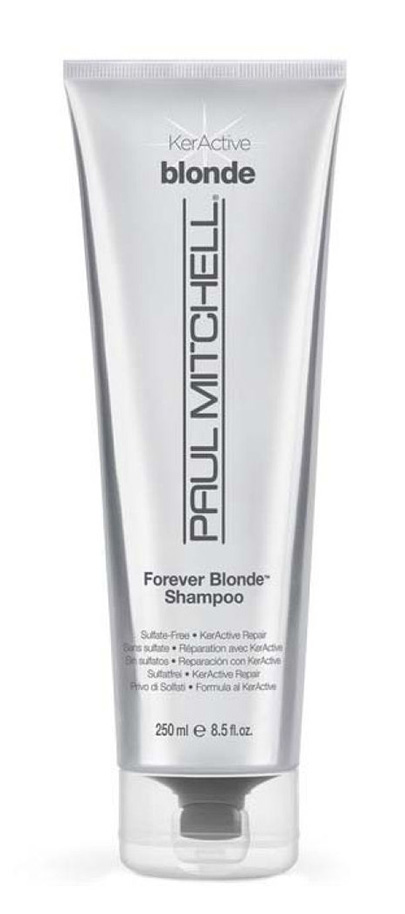 KerActive
blonde
PAUL MITCHELL®
Forever Blonde™
Shampoo
Sulfate-Free • KerActive Repair
Sans sulfate • Réparation avec KerActive
Sin sulfatos • Reparación con KerActive
Sulfatfrei • KerActive Repair
Privo di Solfati • Formula al KerActive
250 ml e 8.5 fl.oz.